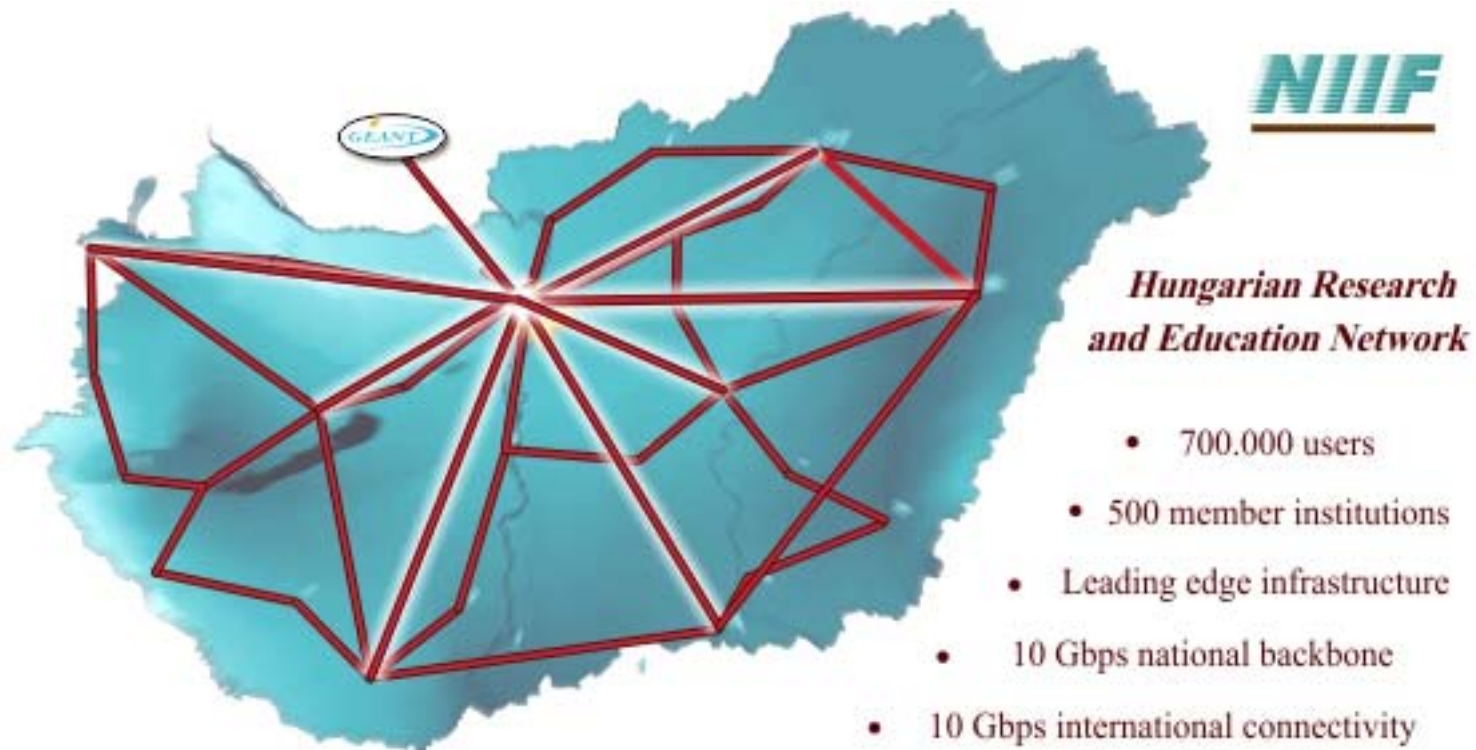 NIIF
GEANT
Hungarian Research
and Education Network
• 700.000 users
• 500 member institutions
• Leading edge infrastructure
• 10 Gbps national backbone
• 10 Gbps international connectivity